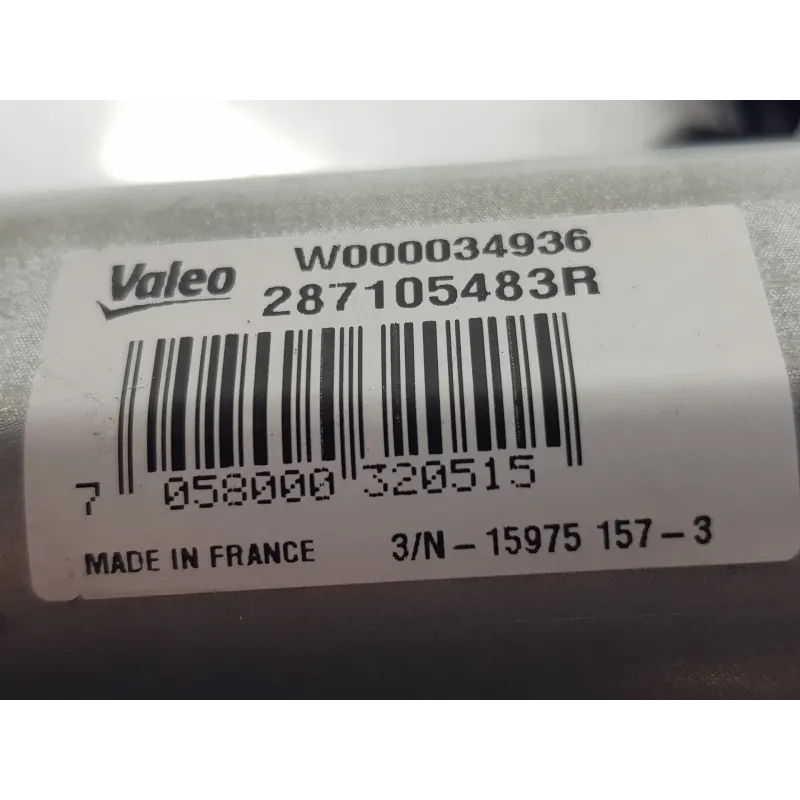 Valeo
W000034936
287105483R
7 058000 320515
MADE IN FRANCE
3/N - 15975 157 - 3